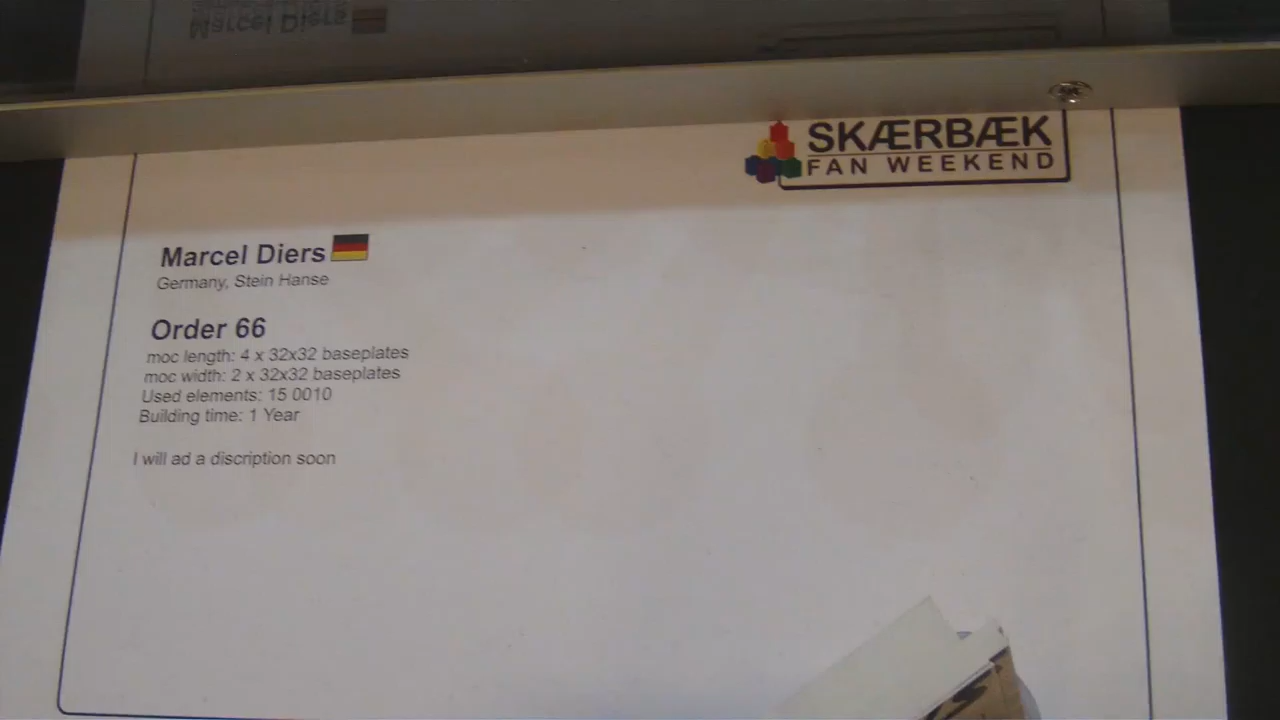 SKÆRBÆK
FAN WEEKEND
Marcel Diers
Germany, Stein Hanse
Order 66
moc length: 4 x 32x32 baseplates
moc width: 2 x 32x32 baseplates
Used elements: 15 0010
Building time: 1 Year
I will ad a discription soon